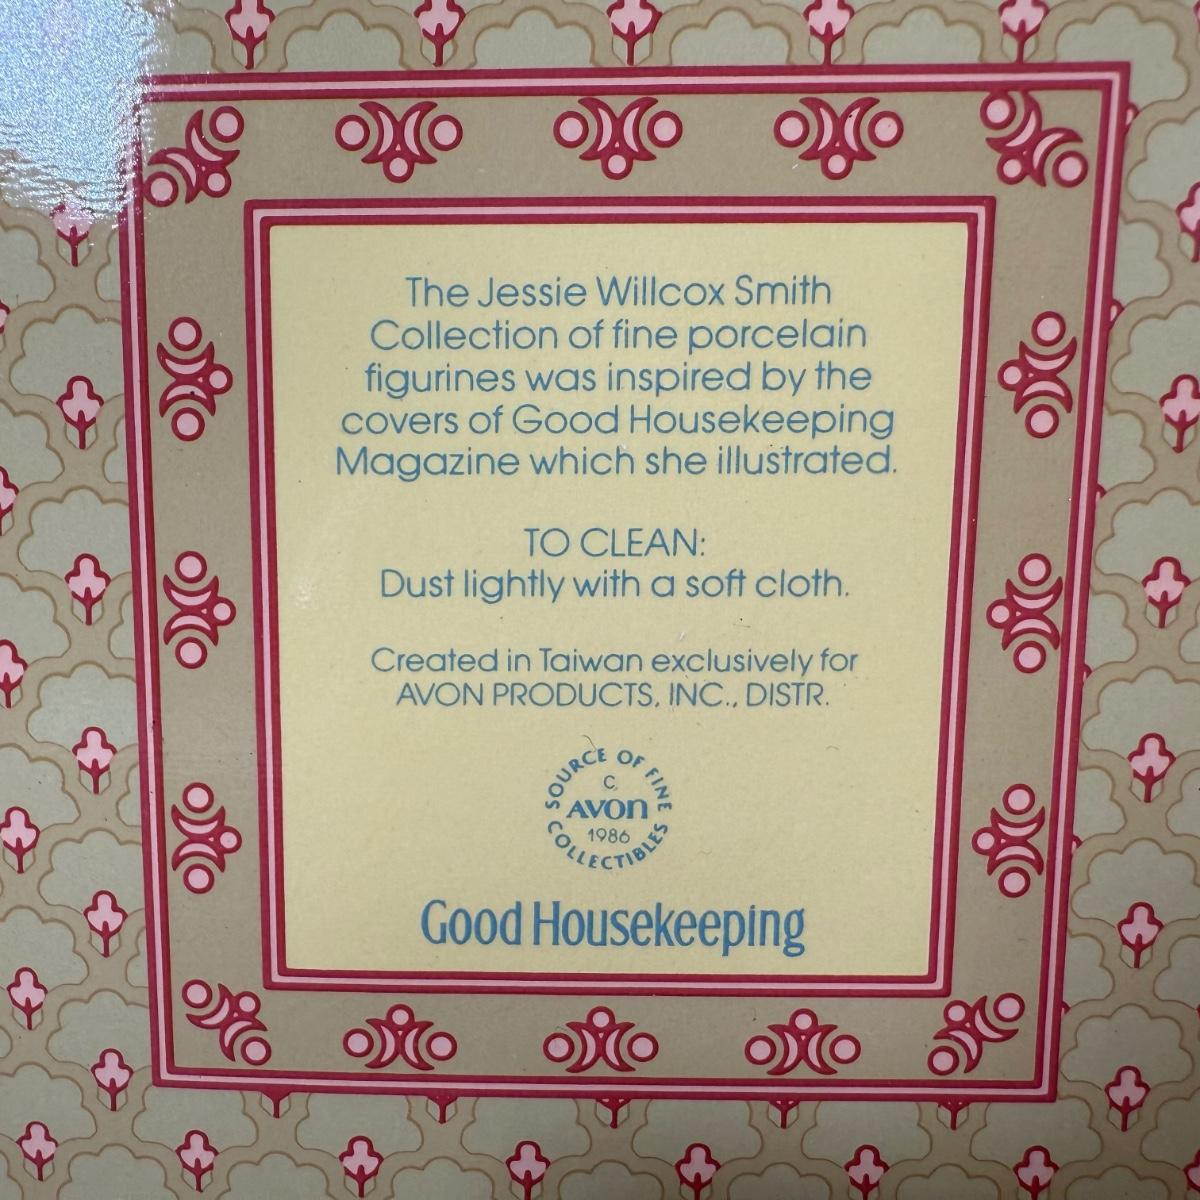 The Jessie Willcox Smith
Collection of fine porcelain
figurines was inspired by the
covers of Good Housekeeping
Magazine which she illustrated.
TO CLEAN:
Dust lightly with a soft cloth.
Created in Taiwan exclusively for
AVON PRODUCTS, INC., DISTR.
SOURCE OF FINE
C
AVON
1986
COLLECTIBLES
Good Housekeeping